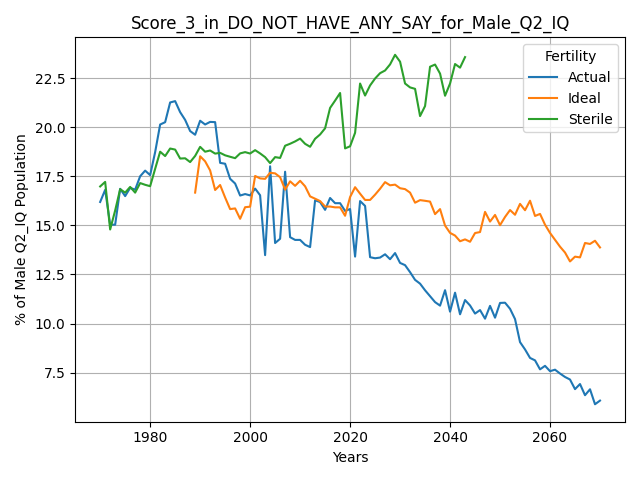 Score_3_in_DO_NOT_HAVE_ANY_SAY_for_Male_Q2_IQ
Fertility
Actual
Ideal
Sterile
% of Male Q2_IQ Population
22.5
20.0
17.5
15.0
12.5
10.0
7.5
1980
2000
2020
2040
2060
Years